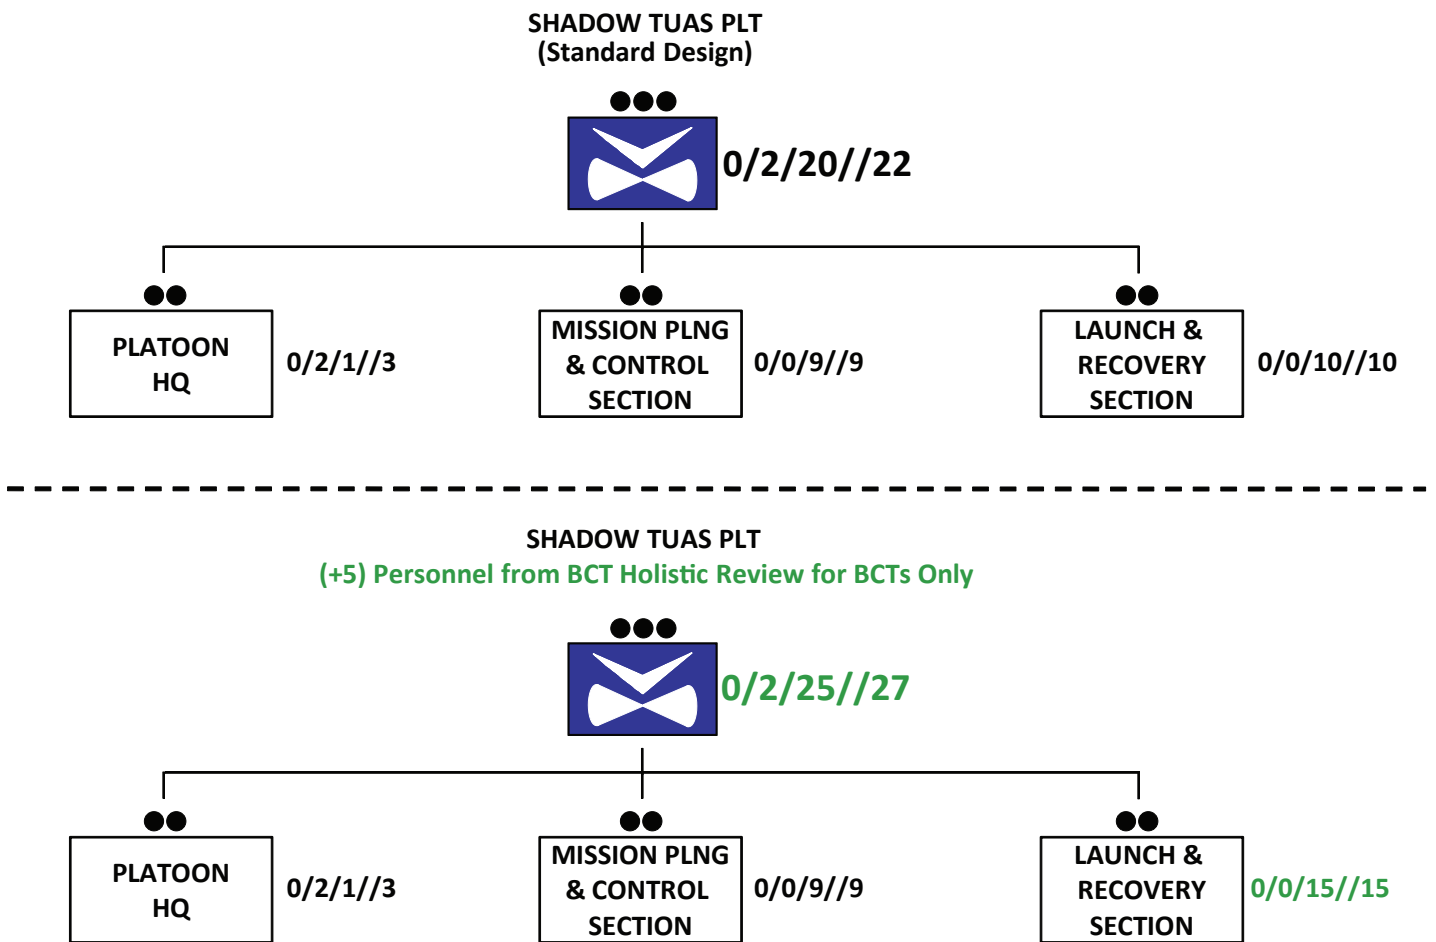 SHADOW TUAS PLT
(Standard Design)
0/2/20//22
PLATOON
HQ
0/2/1//3
MISSION PLNG
& CONTROL
SECTION
0/0/9//9
LAUNCH &
RECOVERY
SECTION
0/0/10//10
SHADOW TUAS PLT
(+5) Personnel from BCT Holistic Review for BCTs Only
0/2/25//27
PLATOON
HQ
0/2/1//3
MISSION PLNG
& CONTROL
SECTION
0/0/9//9
LAUNCH &
RECOVERY
SECTION
0/0/15//15